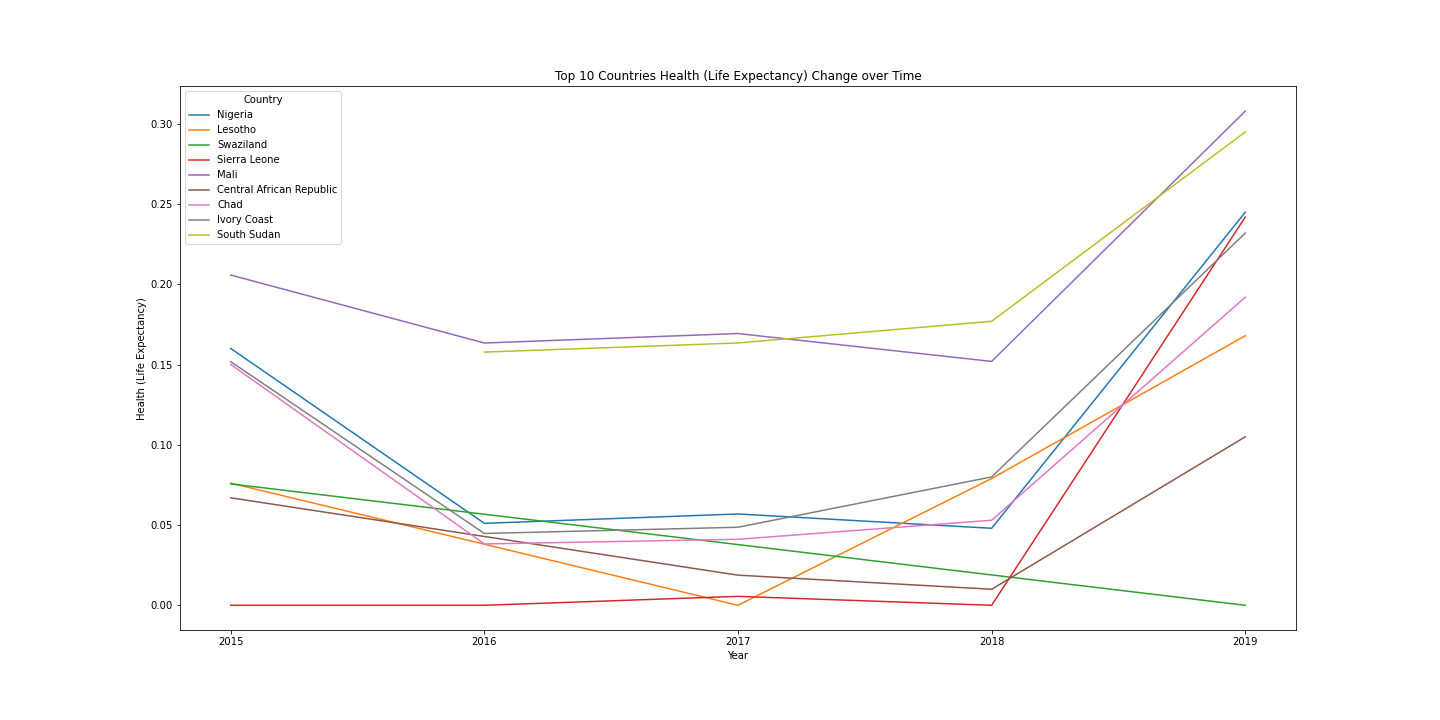 Top 10 Countries Health (Life Expectancy) Change over Time
Country
Nigeria
Lesotho
Swaziland
Sierra Leone
Mali
Central African Republic
Chad
Ivory Coast
South Sudan
Health (Life Expectancy)
0.30
0.25
0.20
0.15
0.10
0.05
0.00
2015 2016 2017 2018 2019
Year